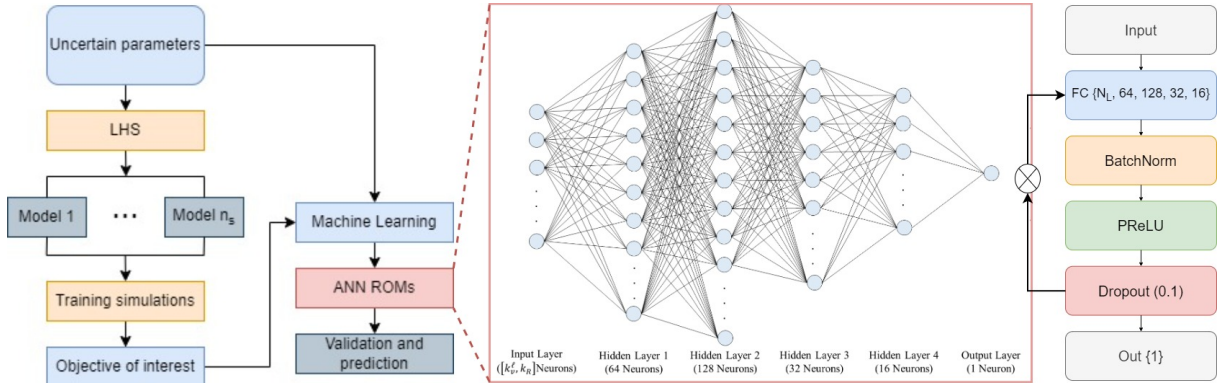 Uncertain parameters
LHS
Model 1
...
Model nₛ
Training simulations
Objective of interest
Machine Learning
ANN ROMs
Validation and
prediction
Input Layer
([k_v^ℓ, k_R]Neurons)
Hidden Layer 1
(64 Neurons)
Hidden Layer 2
(128 Neurons)
Hidden Layer 3
(32 Neurons)
Hidden Layer 4
(16 Neurons)
Output Layer
(1 Neuron)
Input
FC {N_L, 64, 128, 32, 16}
BatchNorm
PReLU
Dropout (0.1)
Out {1}